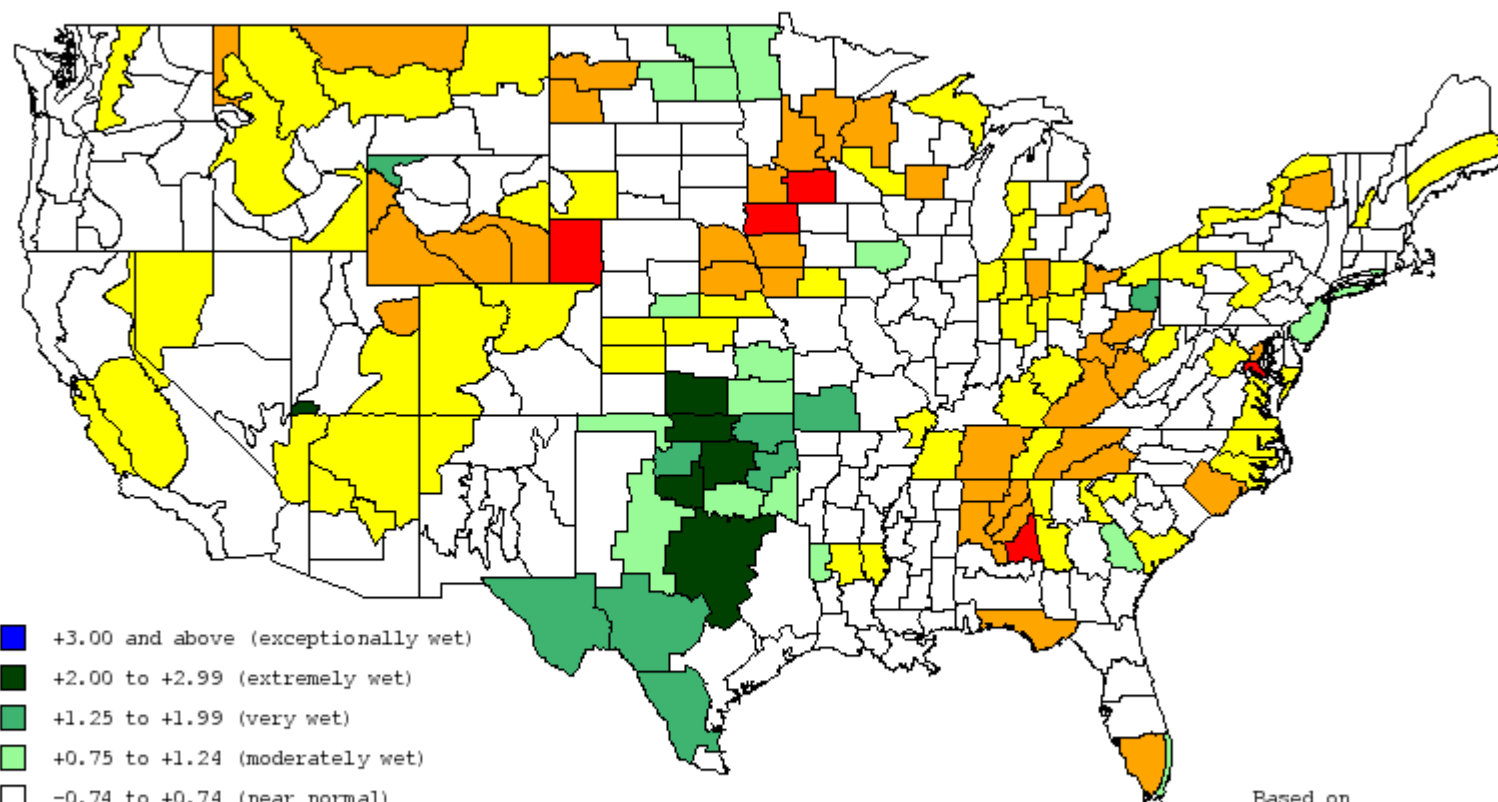 +3.00 and above (exceptionally wet)
+2.00 to +2.99 (extremely wet)
+1.25 to +1.99 (very wet)
+0.75 to +1.24 (moderately wet)
-0.74 to +0.74 (near normal)
Based on